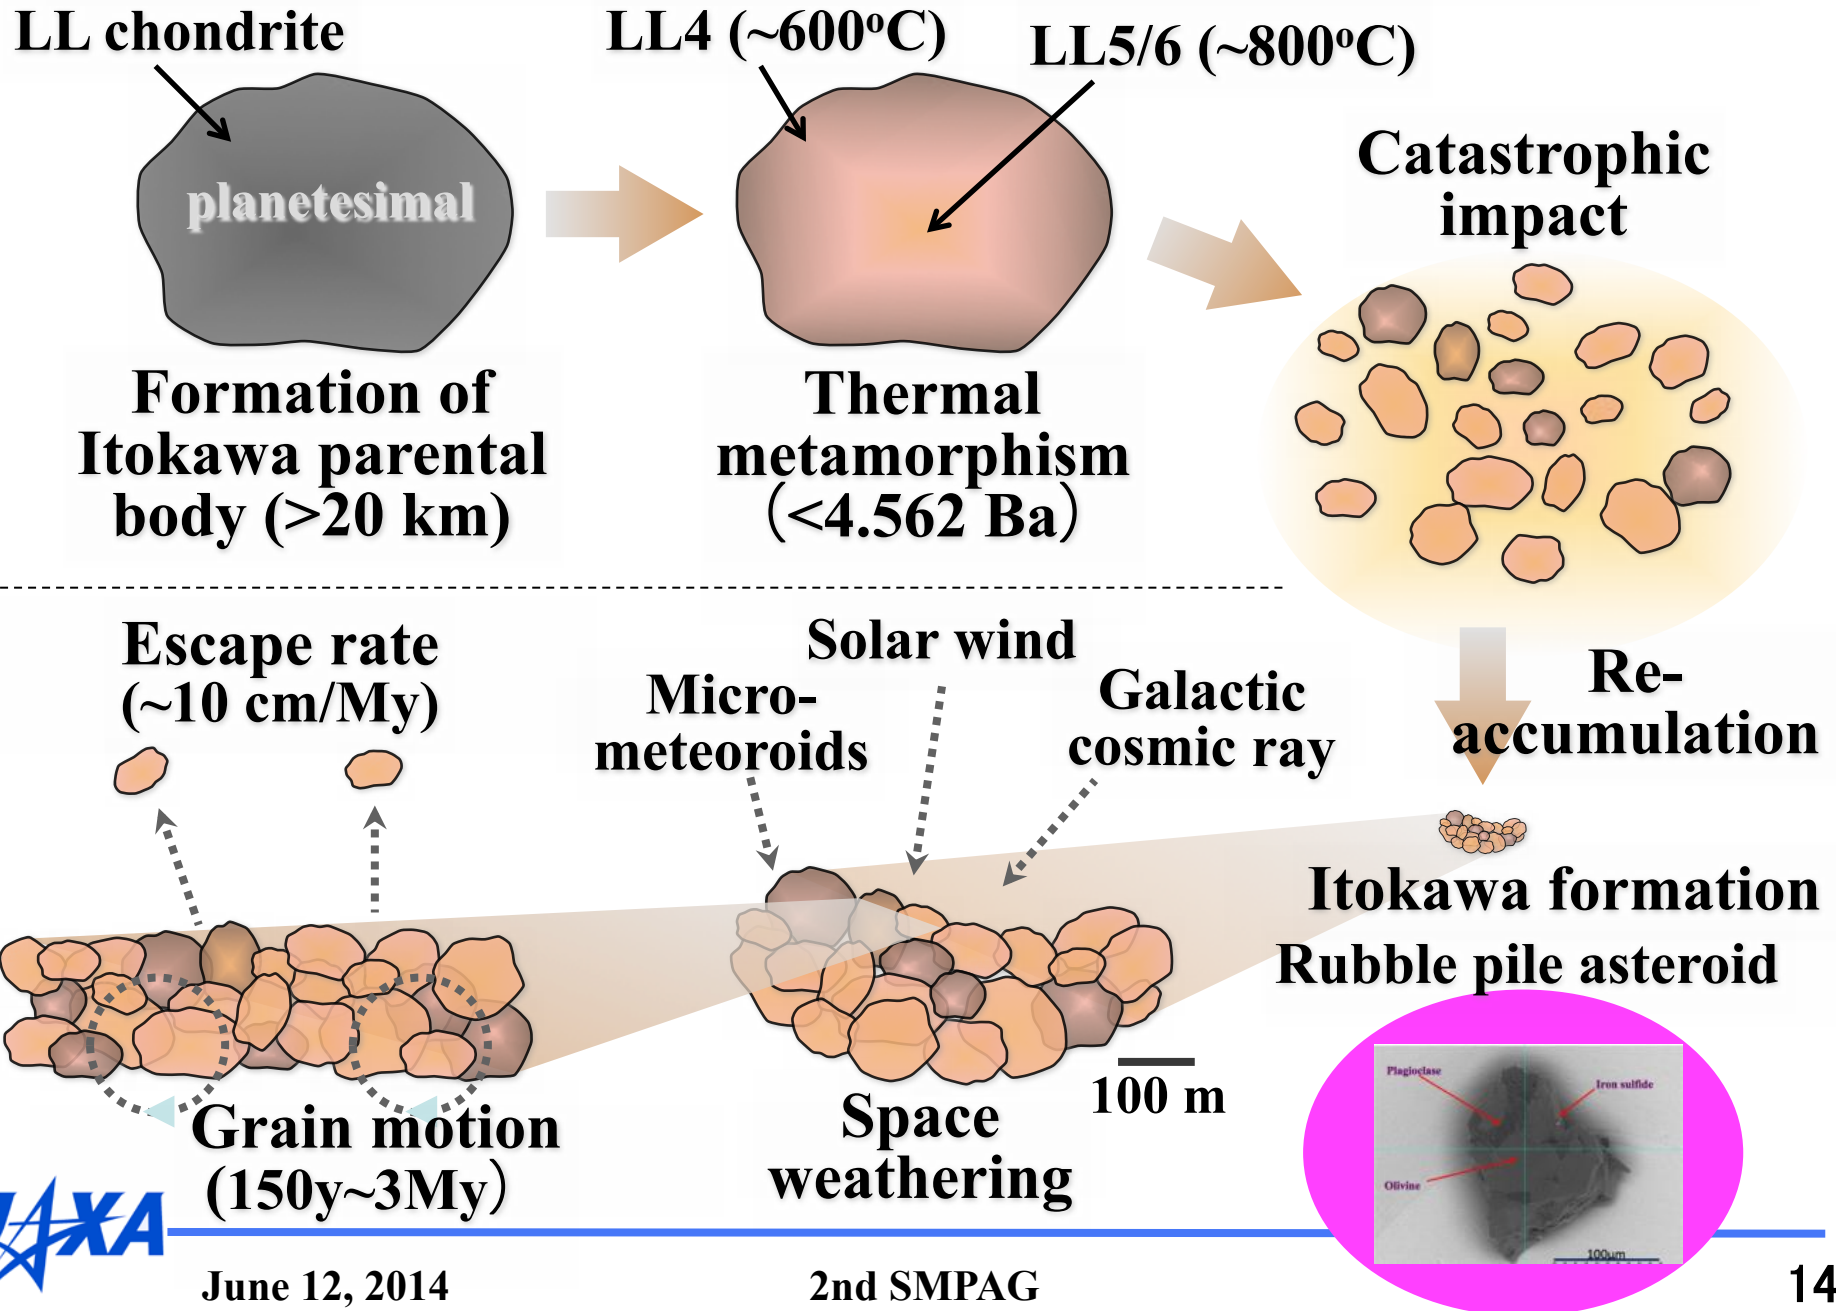 LL chondrite
LL4 (~600°C)
LL5/6 (~800°C)
planetesimal
Formation of
Itokawa parental
body (>20 km)
Thermal
metamorphism
（<4.562 Ba）
Catastrophic
impact
Re-
accumulation
Itokawa formation
Rubble pile asteroid
Escape rate
(~10 cm/My)
Micro-
meteoroids
Solar wind
Galactic
cosmic ray
Grain motion
(150y~3My）
Space
weathering
100 m
Plagioclase
Iron sulfide
Olivine
100μm
JAXA
June 12, 2014
2nd SMPAG
14